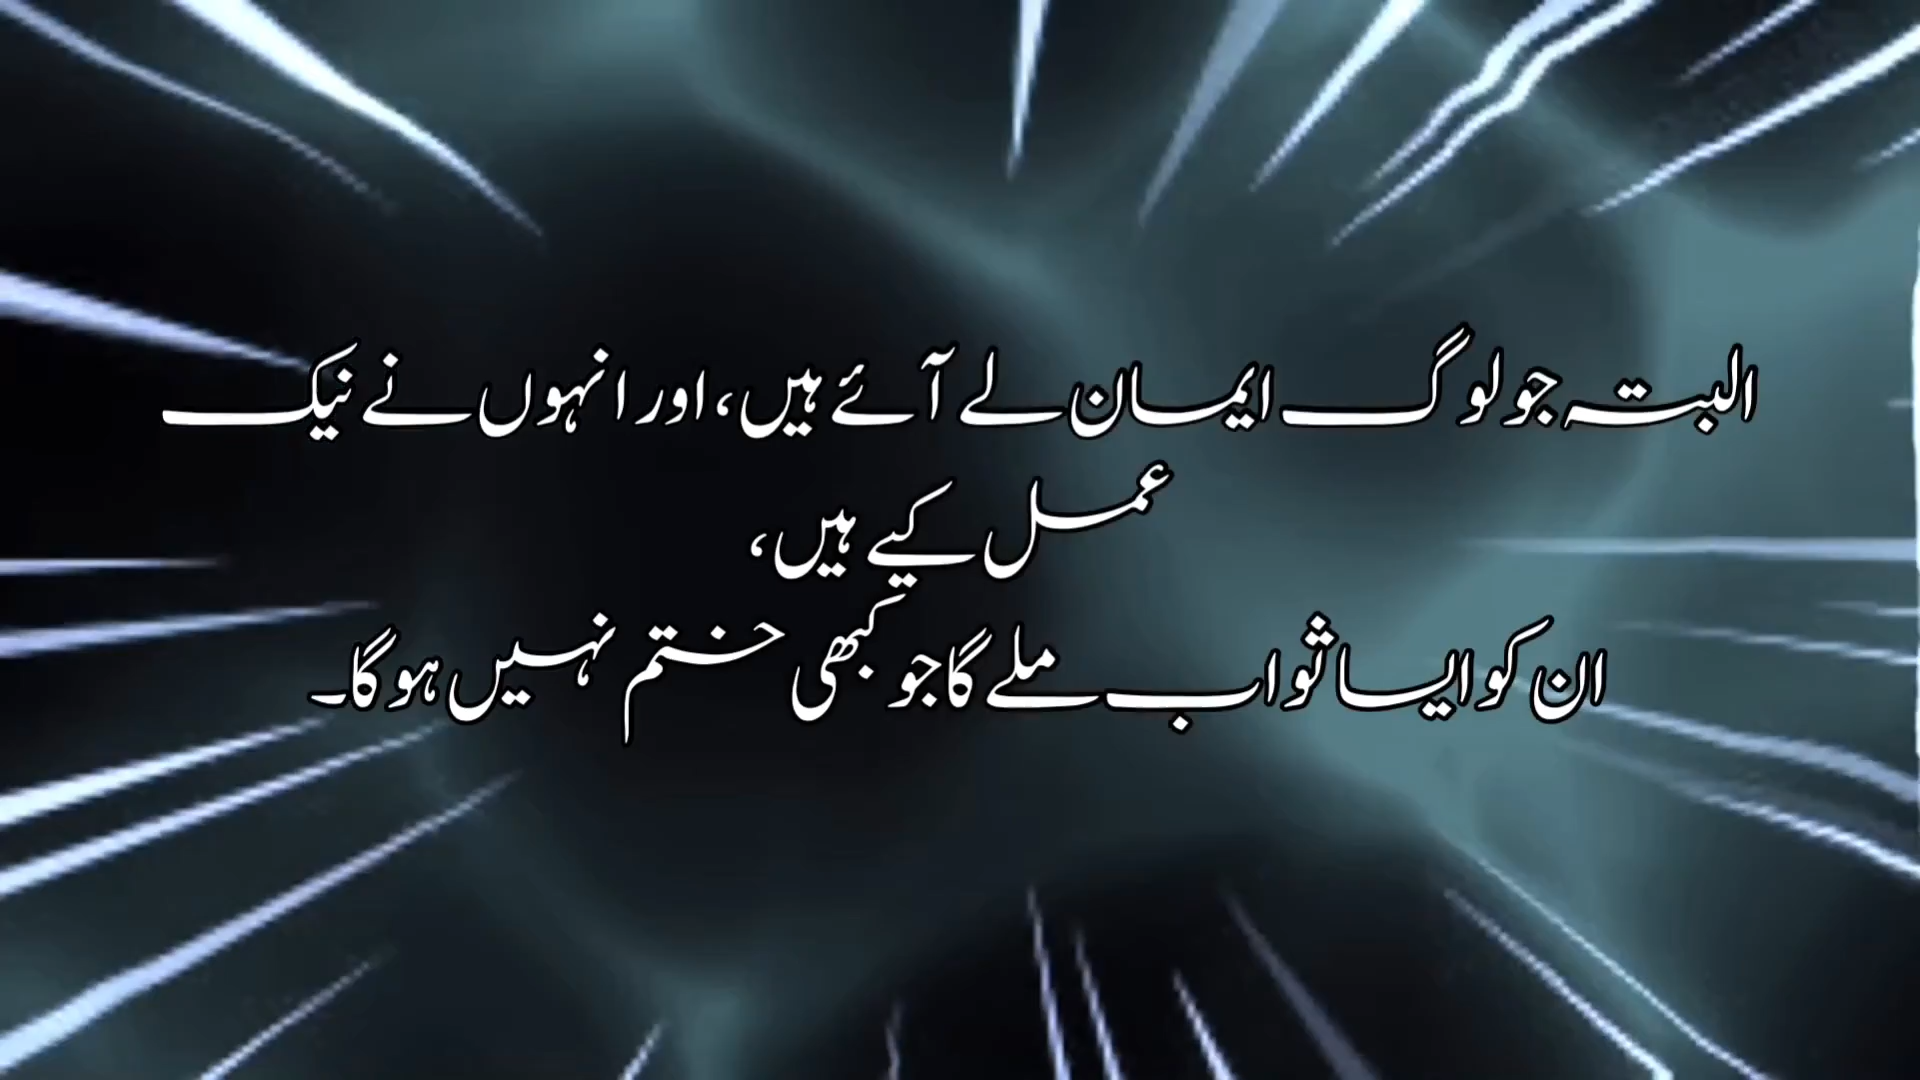 البتہ جو لوگ ایمان لے آئے ہیں، اور انہوں نے نیک
عمل کیے ہیں،
ان کو ایسا ثواب ملے گا جو کبھی ختم نہیں ہوگا۔